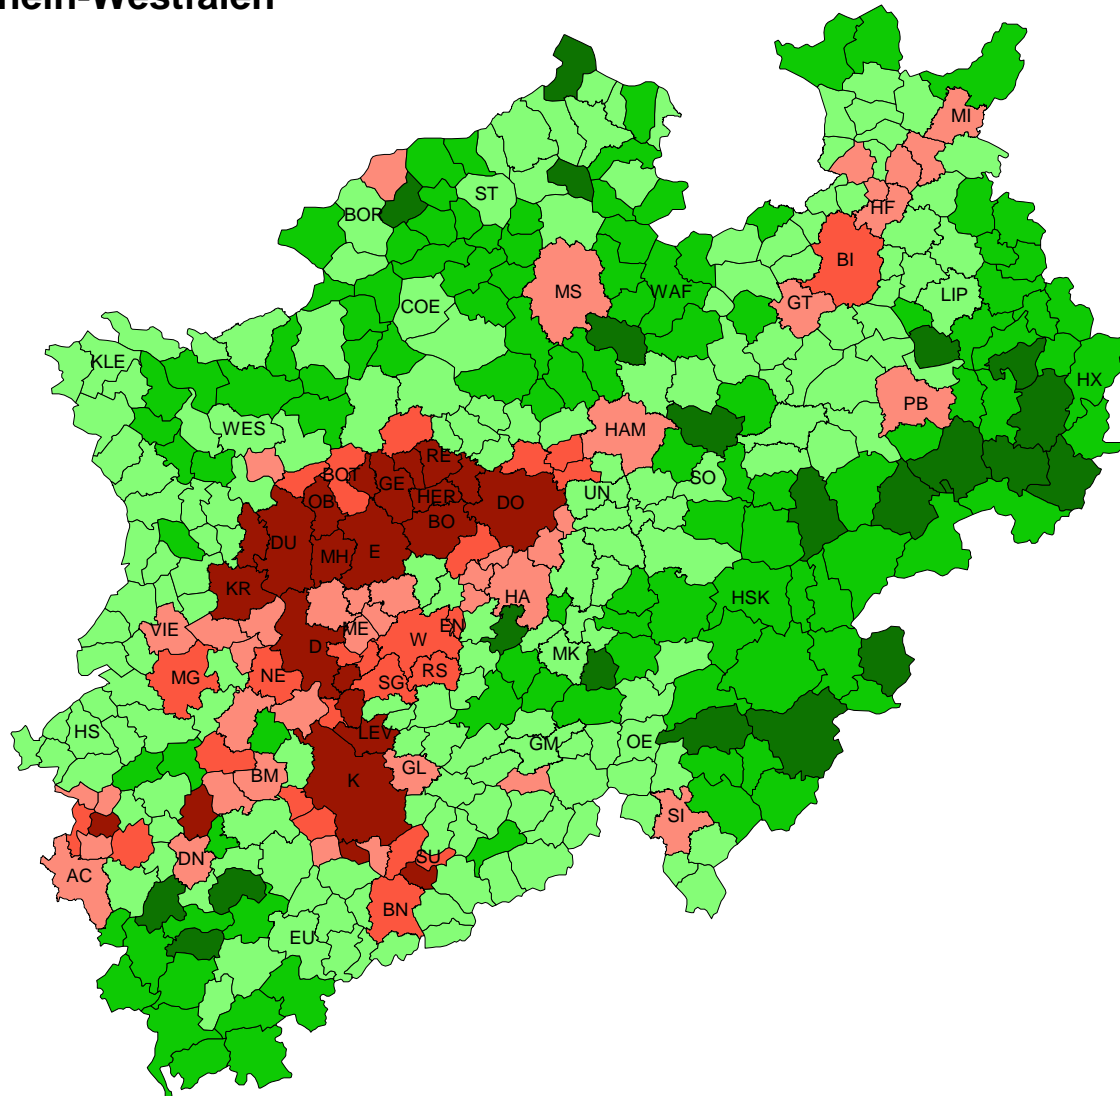 hein-Westfalen
MI
ST
HF
BOR
BI
MS
WAF
LIP
GT
COE
KLE
HX
PB
WES
HAM
RE
BOT
GE
SO
HER
UN
OB
DO
BO
DU
E
MH
KR
HA
HSK
VIE
ME
EN
W
D
MK
RS
NE
MG
SG
HS
LEV
GM
OE
GL
BM
K
SI
SU
DN
AC
BN
EU